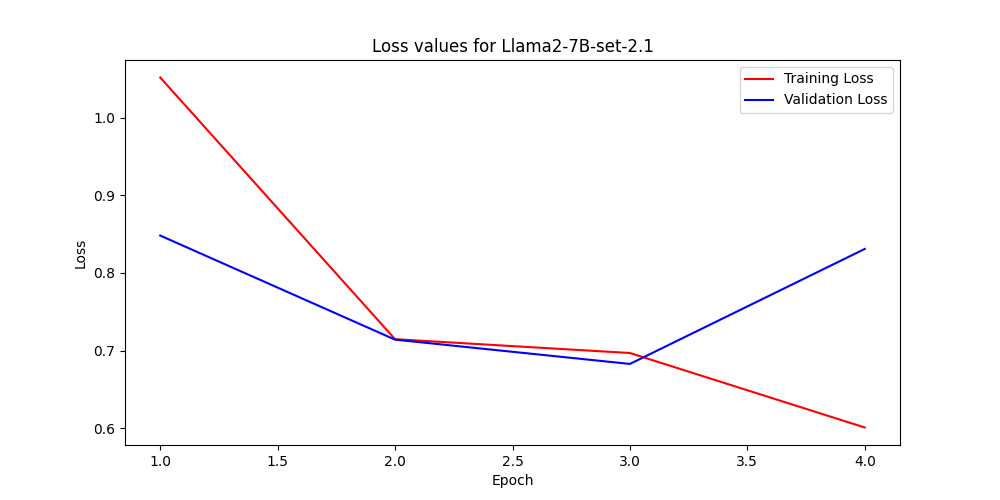 Loss values for Llama2-7B-set-2.1
Training Loss
Validation Loss
1.0
0.9
0.8
0.7
0.6
Loss
1.0 1.5 2.0 2.5 3.0 3.5 4.0
Epoch